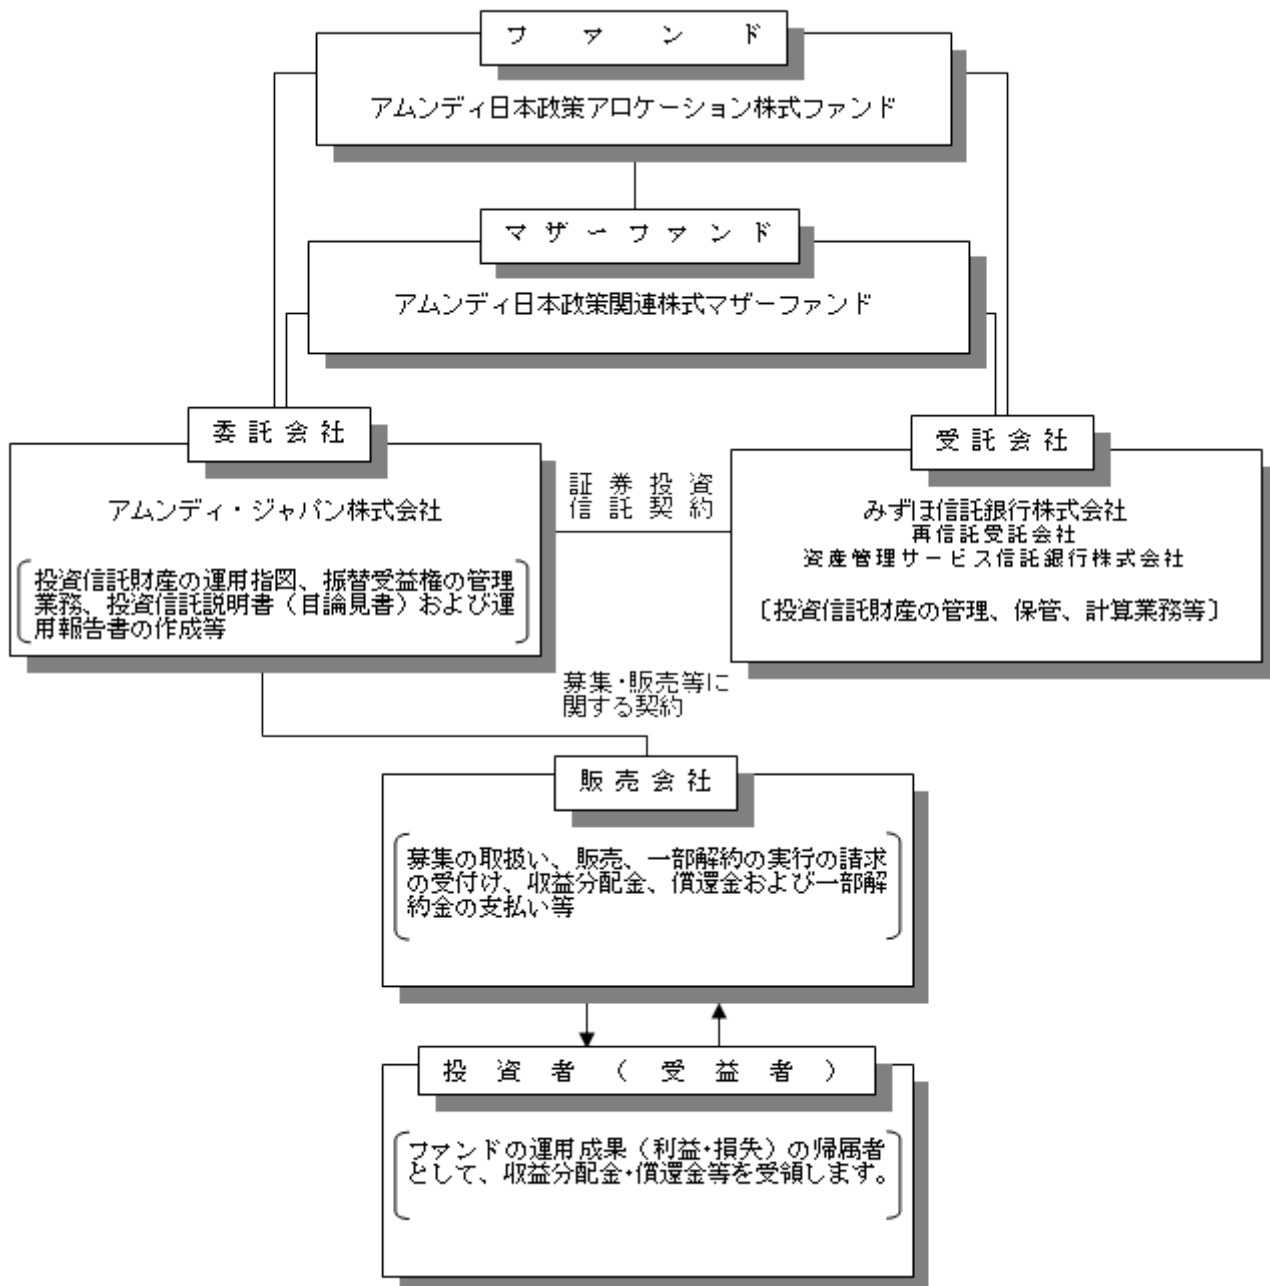 ファンド
アムンディ日本政策アロケーション株式ファンド
マザーファンド
アムンディ日本政策関連株式マザーファンド
委託会社
アムンディ・ジャパン株式会社
投資信託財産の運用指図、振替受益権の管理
業務、投資信託説明書（目論見書）および運
用報告書の作成等
証券投資
信託契約
受託会社
みずほ信託銀行株式会社
再信託受託会社
資産管理サービス信託銀行株式会社
〔投資信託財産の管理、保管、計算業務等〕
募集・販売等に
関する契約
販売会社
募集の取扱い、販売、一部解約の実行の請求
の受付け、収益分配金、償還金および一部解
約金の支払い等
投資者（受益者）
ファンドの運用成果（利益・損失）の帰属者
として、収益分配金・償還金等を受領します。